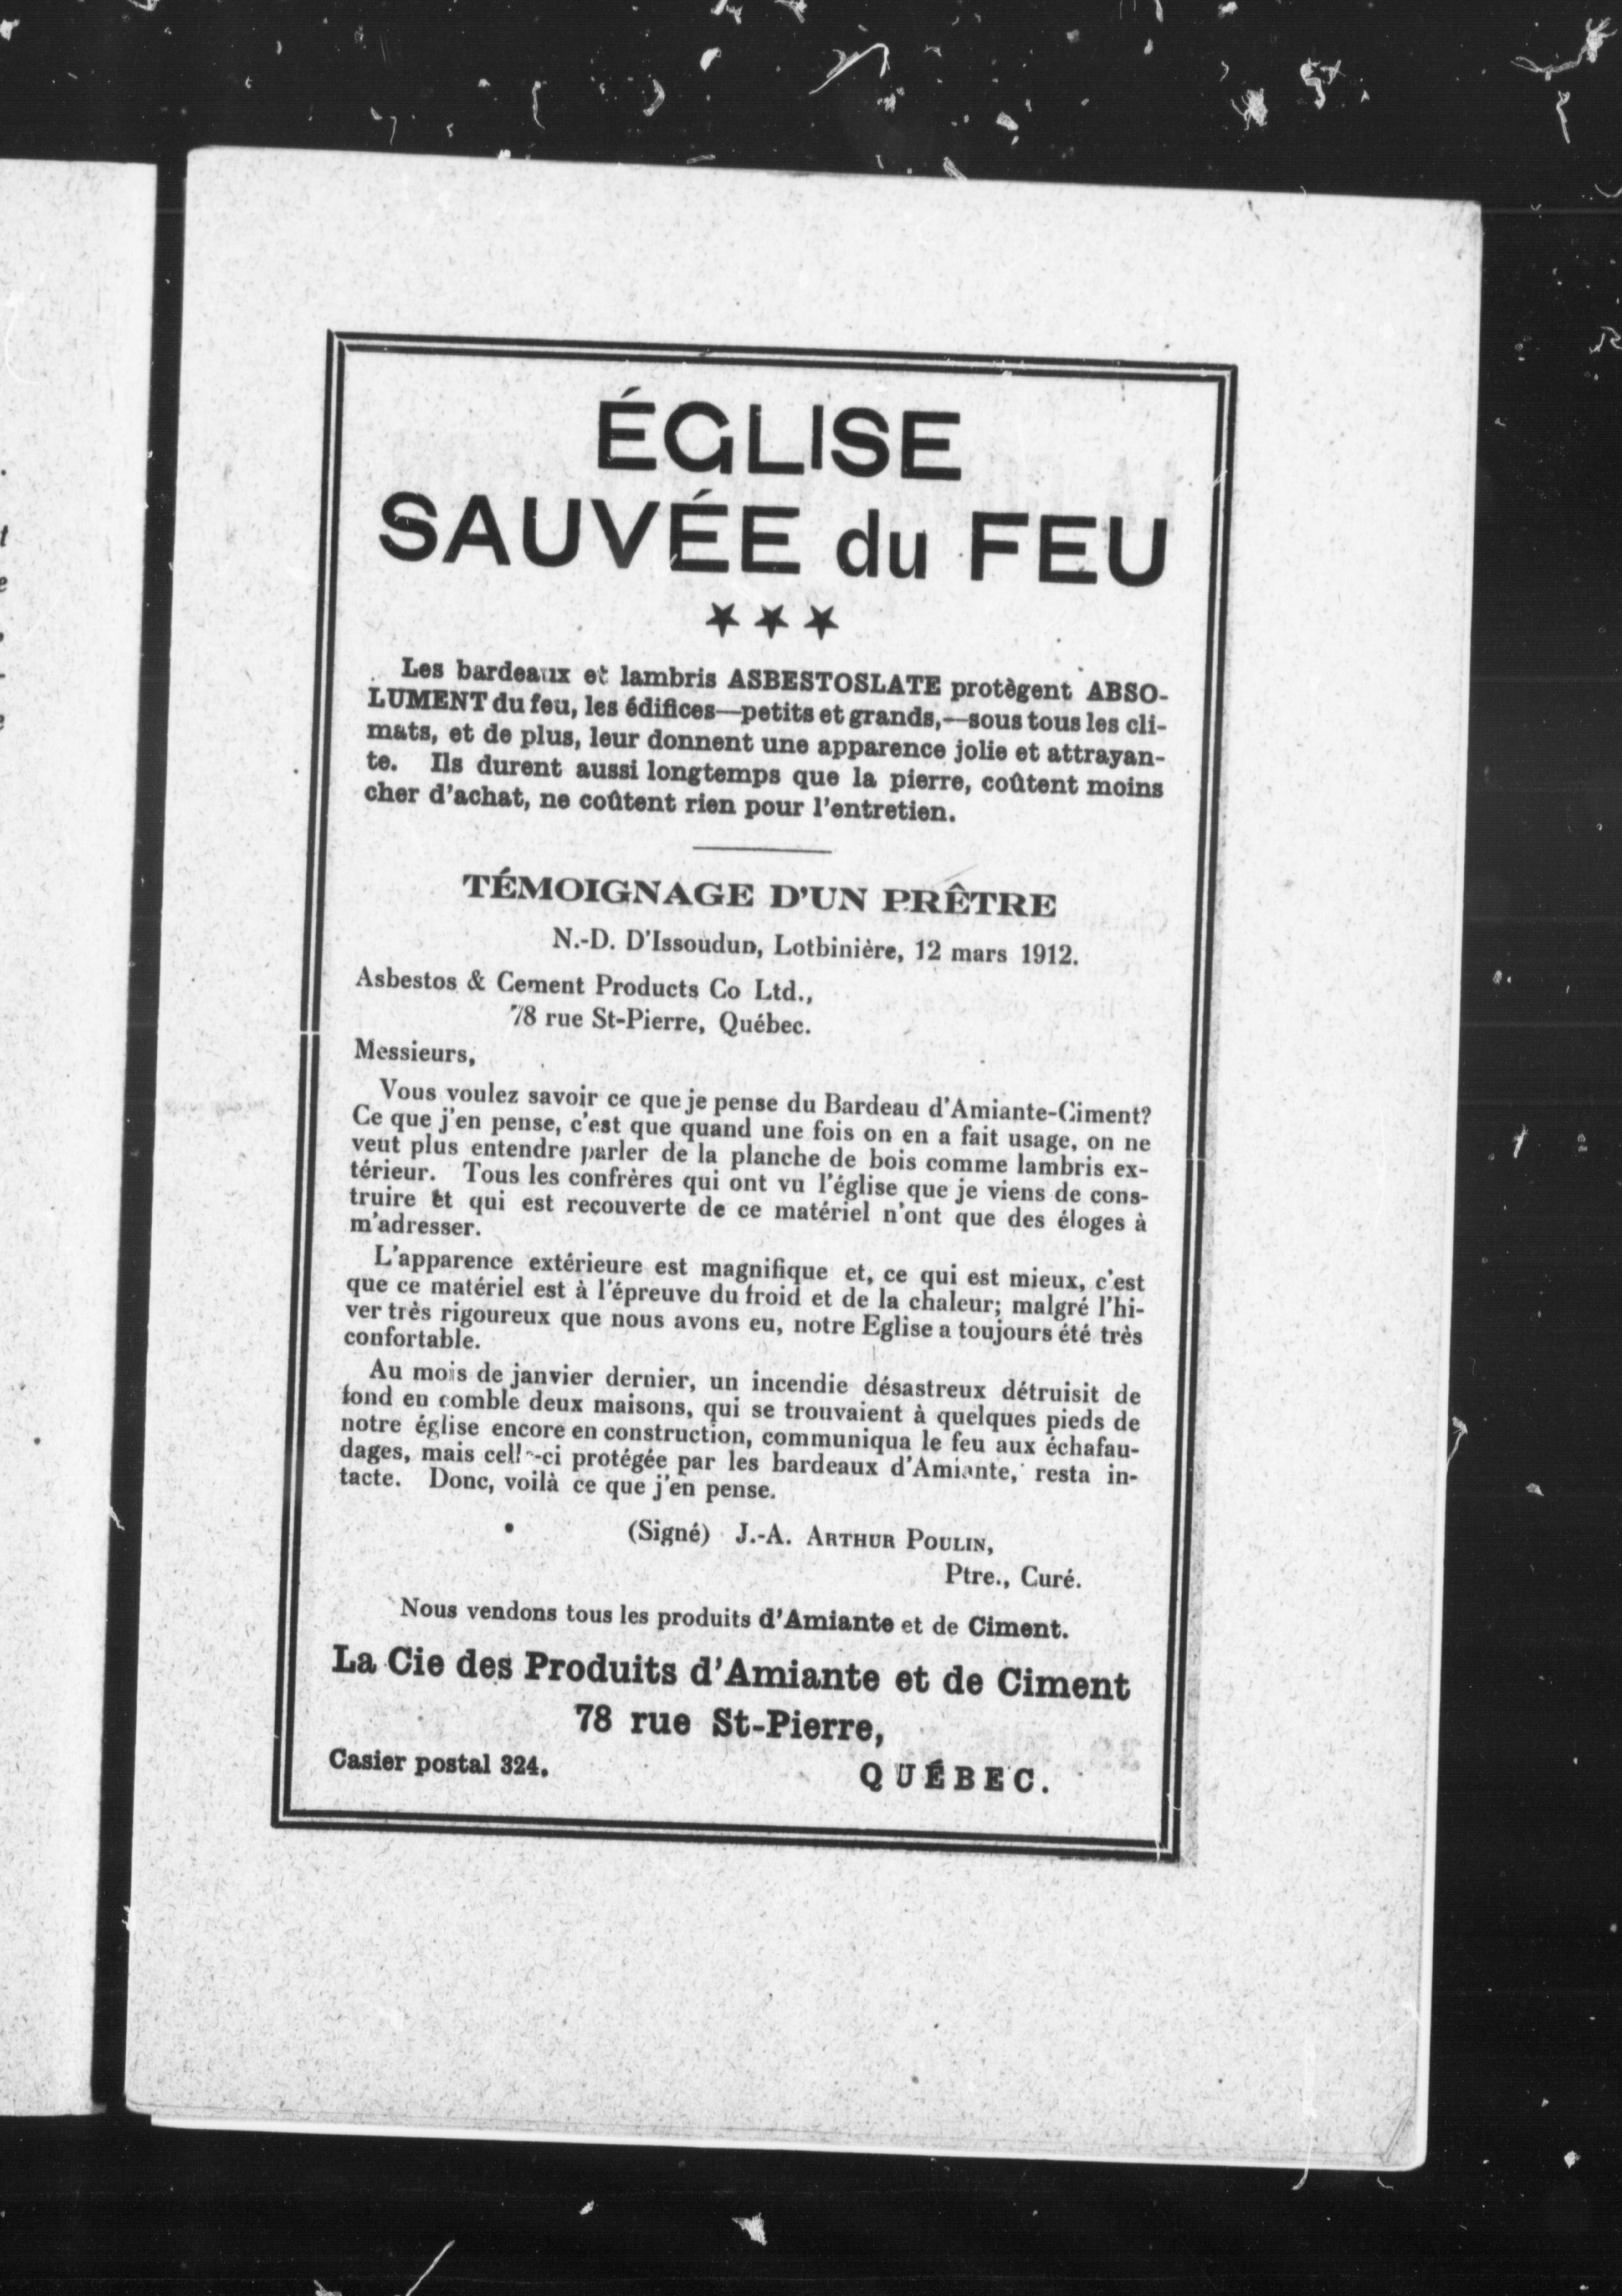 ÉGLISE
SAUVÉE du FEU
Les bardeaux et lambris ASBESTOSLATE protègent ABSO-
LUMENT du feu, les édifices—petits et grands,—sous tous les cli-
mats, et de plus, leur donnent une apparence jolie et attrayan-
te. Ils durent aussi longtemps que la pierre, coûtent moins
cher d'achat, ne coûtent rien pour l'entretien.
TÉMOIGNAGE D'UN PRÊTRE
N.-D. D'Issoudun, Lotbinière, 12 mars 1912.
Asbestos & Cement Products Co Ltd.,
78 rue St-Pierre, Québec.
Messieurs,
Vous voulez savoir ce que je pense du Bardeau d'Amiante-Ciment?
Ce que j'en pense, c'est que quand une fois on en a fait usage, on ne
veut plus entendre parler de la planche de bois comme lambris ex-
térieur. Tous les confrères qui ont vu l'église que je viens de cons-
truire et qui est recouverte de ce matériel n'ont que des éloges à
m'adresser.
L'apparence extérieure est magnifique et, ce qui est mieux, c'est
que ce matériel est à l'épreuve du froid et de la chaleur; malgré l'hi-
ver très rigoureux que nous avons eu, notre Eglise a toujours été très
confortable.
Au mois de janvier dernier, un incendie désastreux détruisit de
fond en comble deux maisons, qui se trouvaient à quelques pieds de
notre église encore en construction, communiqua le feu aux échafau-
dages, mais celle-ci protégée par les bardeaux d'Amiante, resta in-
tacte. Donc, voilà ce que j'en pense.
(Signé) J.-A. ARTHUR POULIN,
Ptre., Curé.
Nous vendons tous les produits d'Amiante et de Ciment.
La Cie des Produits d'Amiante et de Ciment
78 rue St-Pierre,
Casier postal 324. QUÉBEC.